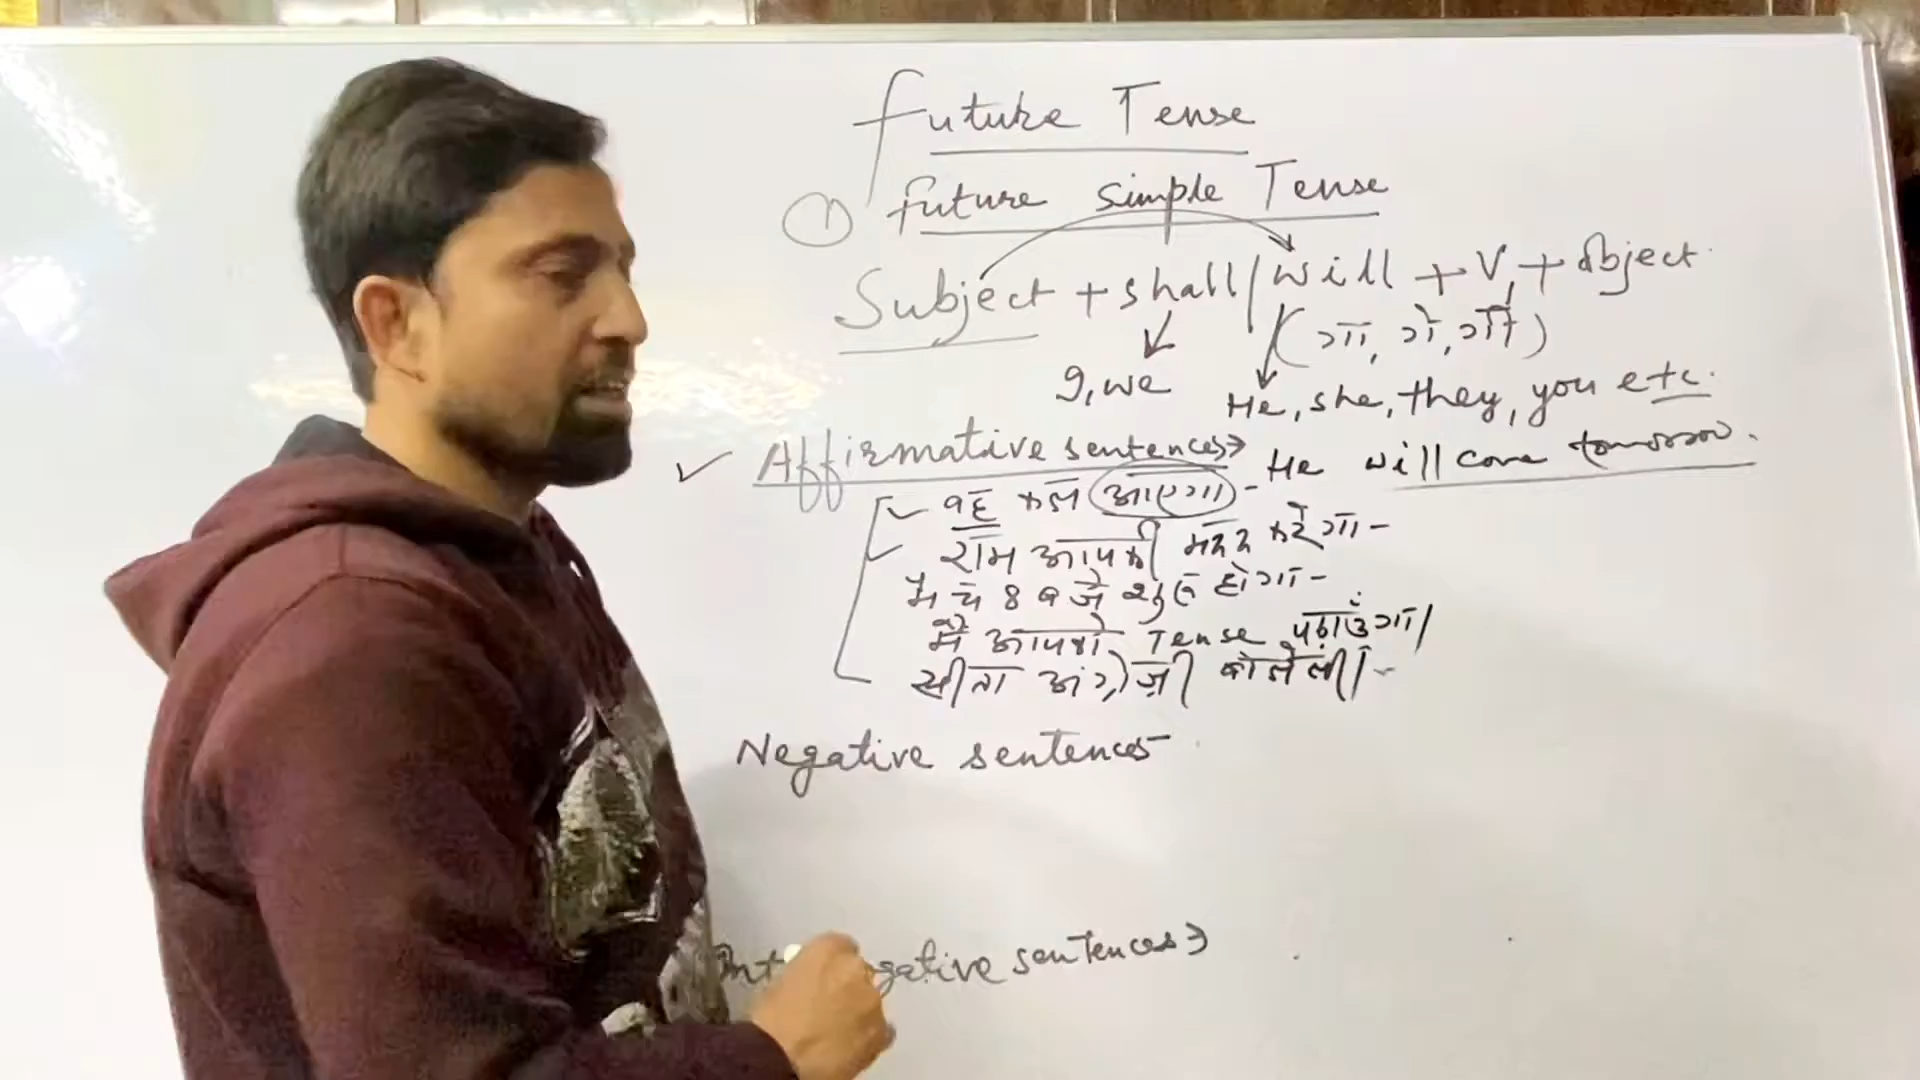 Future Tense
① Future simple Tense
Subject + shall/will + V1 + object
(गा, गे, गी)
I, we
He, she, they, you etc.
✓ Affirmative sentences→
✓ वह कल आएगा - He will come tomorrow.
✓ राम आपकी मदद करेगा -
मैच 8 बजे शुरू होगा -
मैं आपको Tense पढ़ाउंगा।
सीता अंग्रेज़ी
Negative sentences-
sentences→